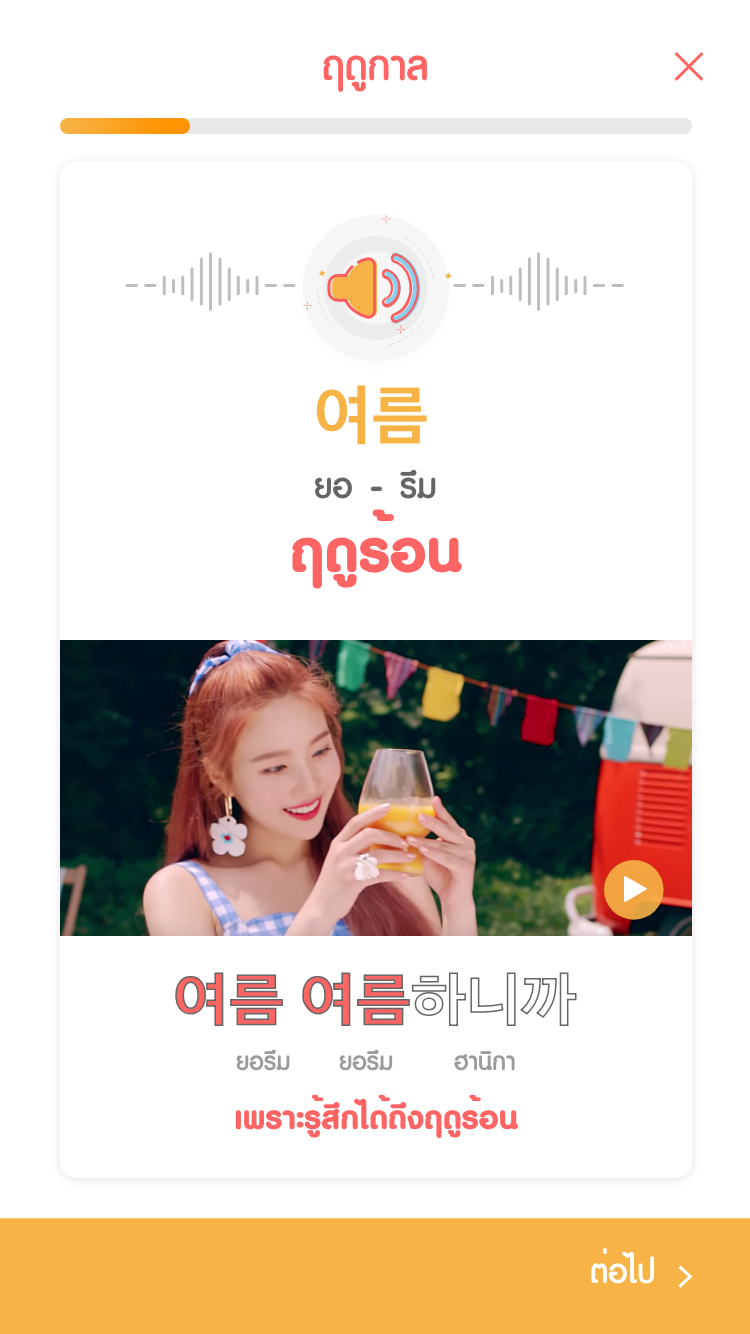 ฤดูกาล
여름
ยอ - รึม
ฤดูร้อน
여름 여름하니까
ยอรึม ยอรึม ฮานิกา
เพราะรู้สึกได้ถึงฤดูร้อน
ต่อไป